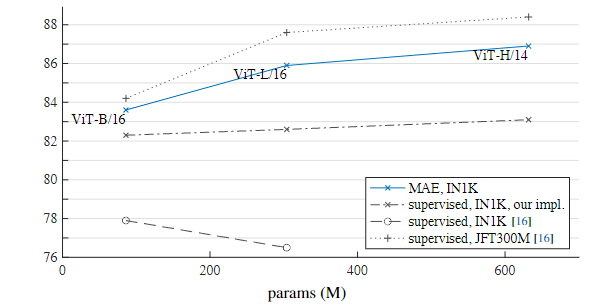 88
86
84
82
80
78
76
ViT-B/16
ViT-L/16
ViT-H/14
MAE, IN1K
supervised, IN1K, our impl.
supervised, IN1K [16]
supervised, JFT300M [16]
0 200 400 600
params (M)